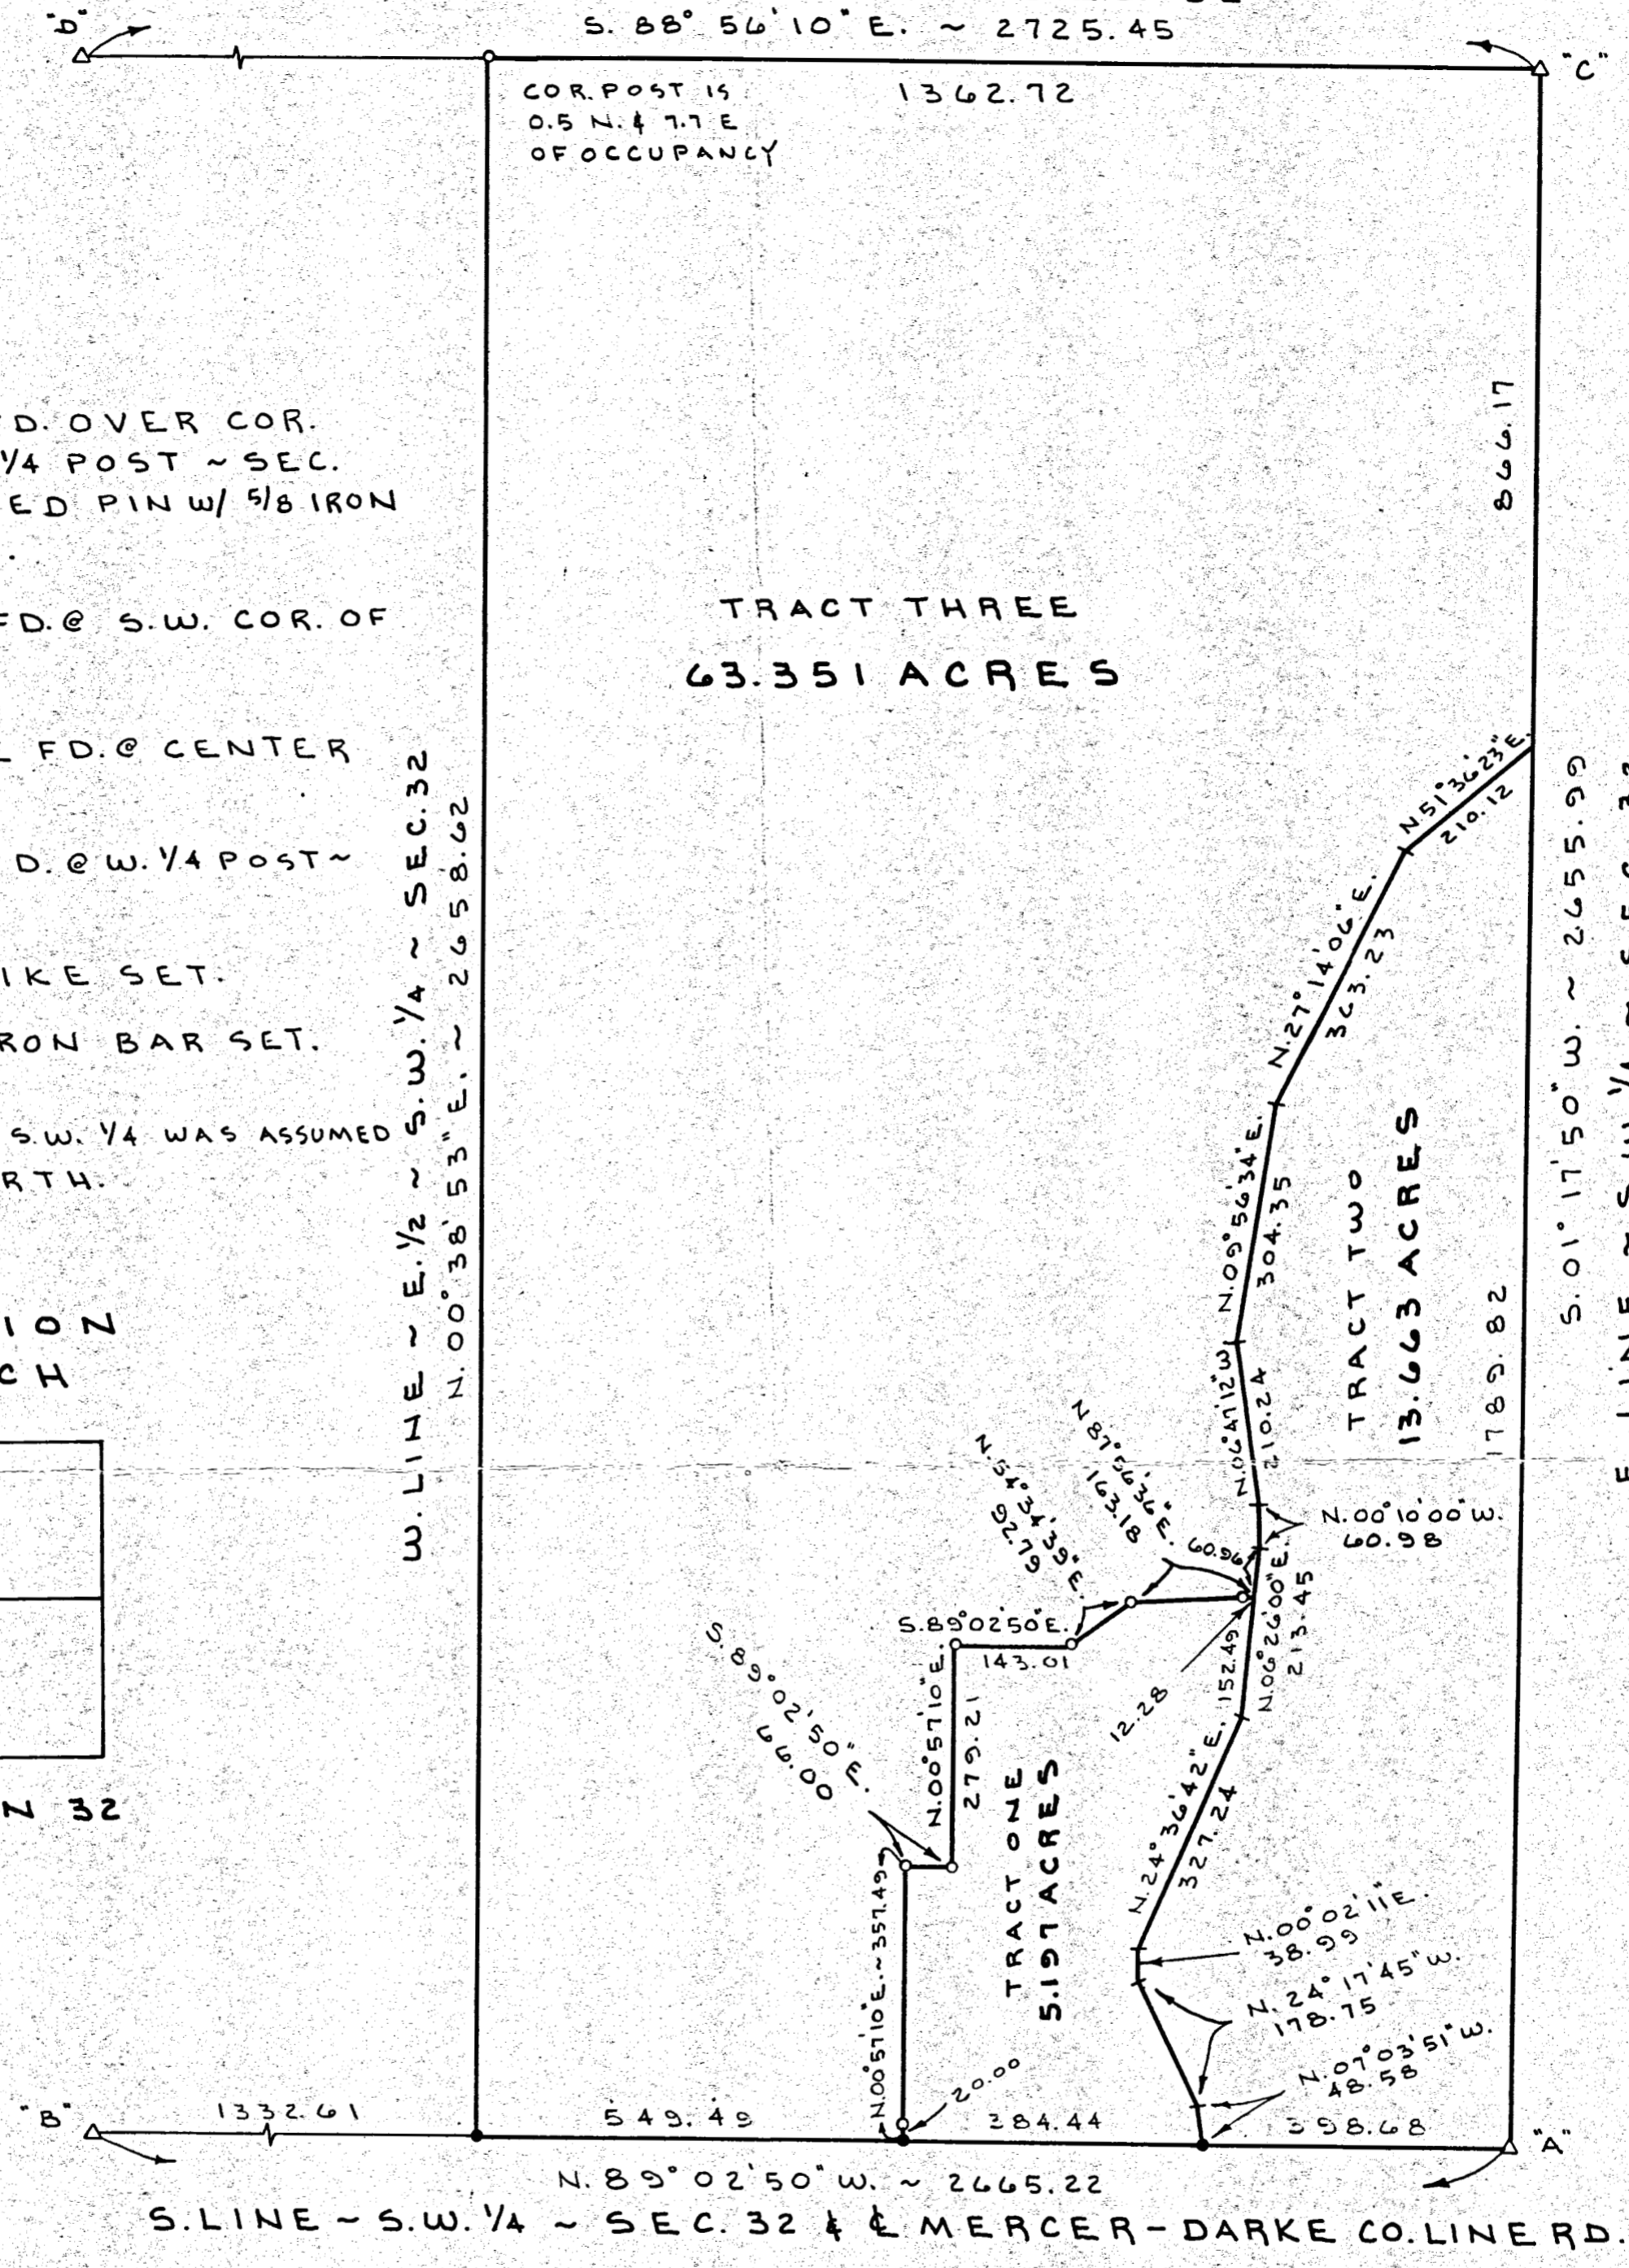 "D"
S. 88° 56' 10" E. ~ 2725.45
"C"
COR. POST IS
0.5 N. & 7.7 E
OF OCCUPANCY
1362.72
866.17
D. OVER COR.
1/4 POST ~ SEC.
ED PIN W/ 5/8 IRON
.
FD. @ S.W. COR. OF
FD. @ CENTER
D. @ W. 1/4 POST ~
IKE SET.
RON BAR SET.
S.W. 1/4 WAS ASSUMED
RTH.
ION
CH
N 32
W. LINE ~ E. 1/2 ~ S.W. 1/4 ~ SEC. 32
N. 00° 38' 53" E. ~ 2658.62
TRACT THREE
63.351 ACRES
N. 51° 36' 23" E.
210.12
N. 27° 14' 06" E.
363.23
N. 09° 56' 34" E.
304.35
N. 06° 47' 12" W
210.24
N. 00° 10' 00" W.
60.98
TRACT TWO
13.663 ACRES
1789.82
S. 01° 17' 50" W. ~ 2655.99
N. 87° 56' 36" E.
163.18
60.96
N. 54° 34' 39" E.
92.79
N. 06° 26' 00" E.
213.45
152.49
12.28
S. 89° 02' 50" E.
143.01
S. 89° 02' 50" E.
66.00
N. 00° 57' 10" E.
279.21
TRACT ONE
5.197 ACRES
N. 24° 36' 42" E.
327.24
N. 00° 02' 11" E.
38.99
N. 24° 17' 45" W.
178.75
N. 07° 03' 51" W.
48.58
N. 00° 57' 10" E. ~ 357.49
20.00
"B"
1332.61
549.49
384.44
398.68
"A"
N. 89° 02' 50" W. ~ 2665.22
S. LINE ~ S.W. 1/4 ~ SEC. 32 & ℄ MERCER - DARKE CO. LINE RD.